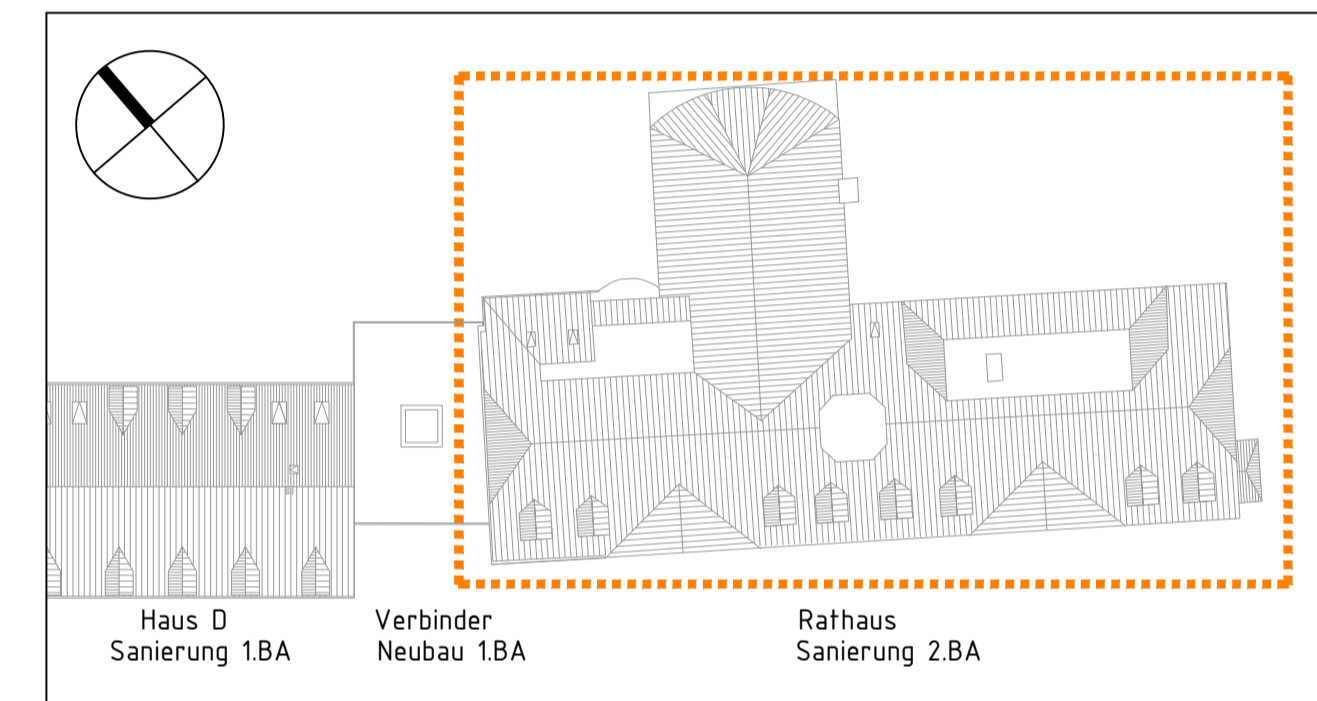 Haus D
Sanierung 1.BA
Verbinder
Neubau 1.BA
Rathaus
Sanierung 2.BA